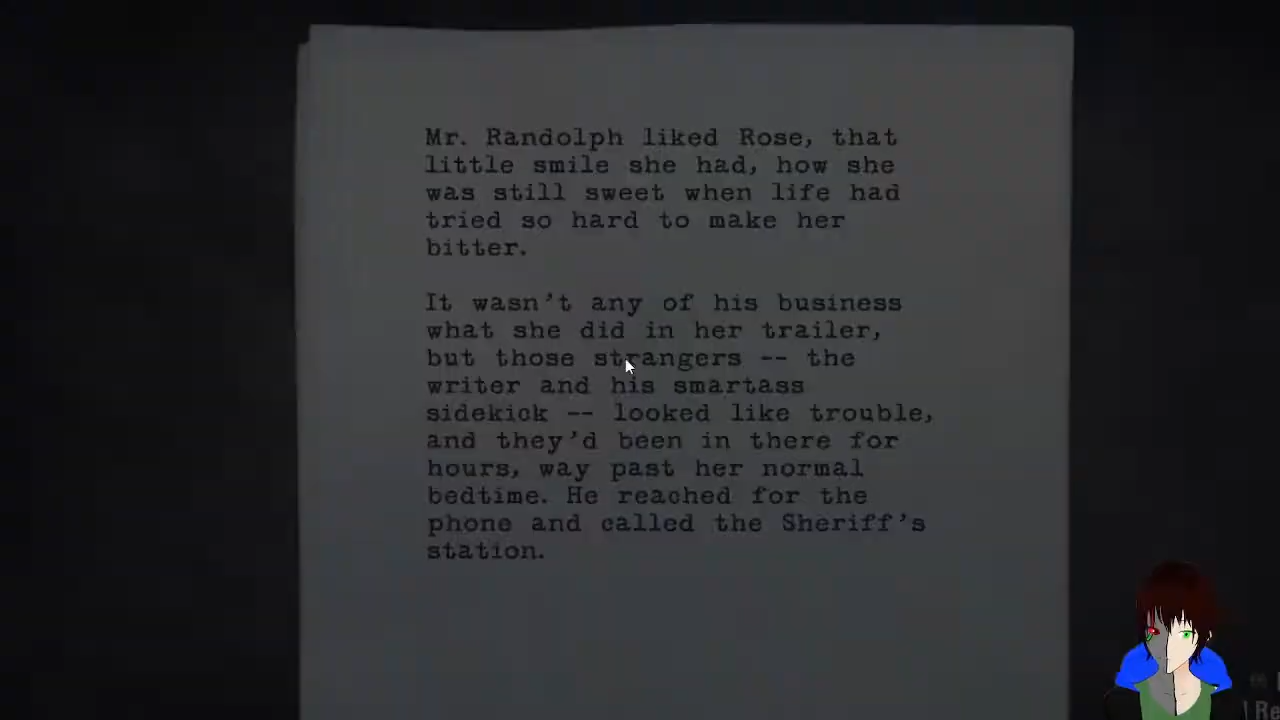 Mr. Randolph liked Rose, that
little smile she had, how she
was still sweet when life had
tried so hard to make her
bitter.
It wasn't any of his business
what she did in her trailer,
but those strangers -- the
writer and his smartass
sidekick -- looked like trouble,
and they'd been in there for
hours, way past her normal
bedtime. He reached for the
phone and called the Sheriff's
station.